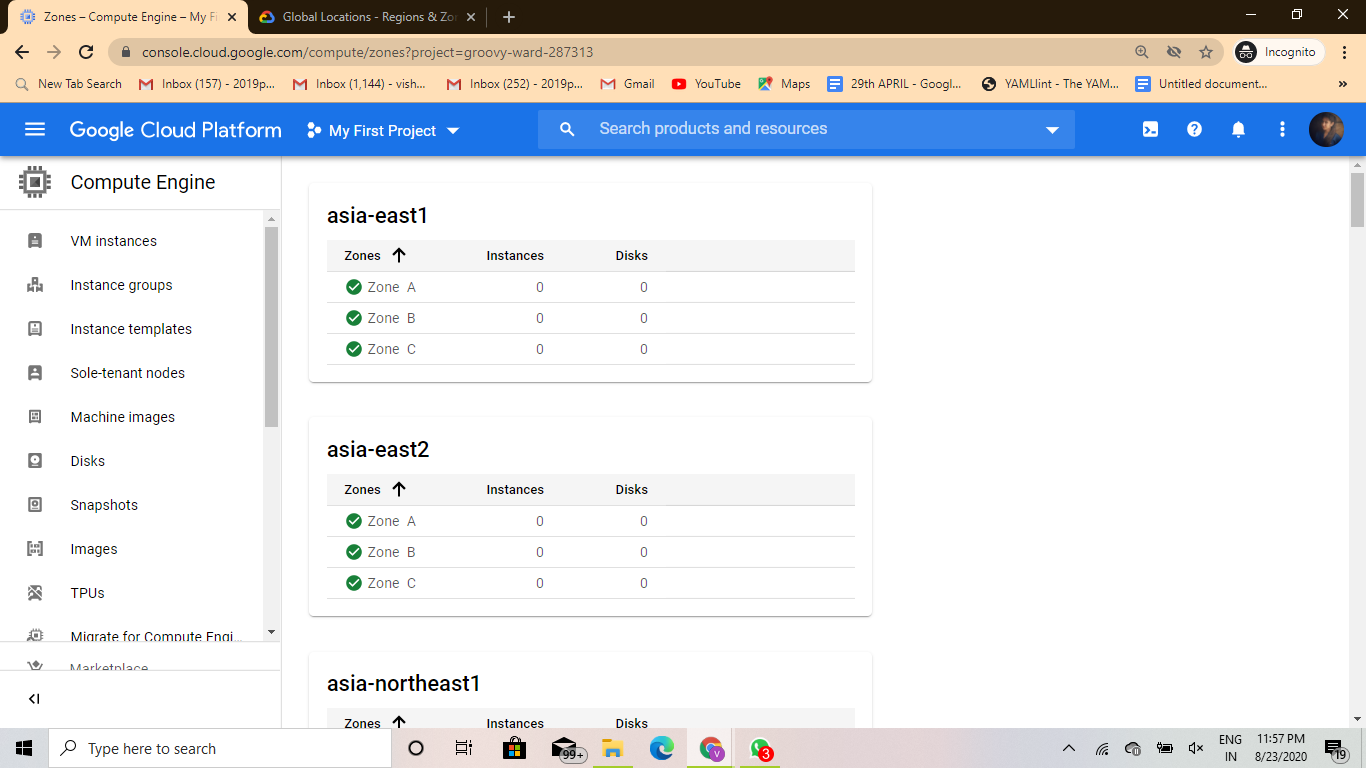 Zones – Compute Engine – My Fi
Global Locations - Regions & Zon
console.cloud.google.com/compute/zones?project=groovy-ward-287313
Incognito
New Tab Search
Inbox (157) - 2019p...
Inbox (1,144) - vish...
Inbox (252) - 2019p...
Gmail
YouTube
Maps
29th APRIL - Googl...
YAMLlint - The YAM...
Untitled document...
Google Cloud Platform
My First Project
Search products and resources
Compute Engine
VM instances
Instance groups
Instance templates
Sole-tenant nodes
Machine images
Disks
Snapshots
Images
TPUs
Migrate for Compute Engi...
Marketplace
asia-east1
Zones Instances Disks
Zone A 0 0
Zone B 0 0
Zone C 0 0
asia-east2
Zones Instances Disks
Zone A 0 0
Zone B 0 0
Zone C 0 0
asia-northeast1
Zones Instances Disks
Type here to search
99+
V
3
ENG
IN
11:57 PM
8/23/2020
19